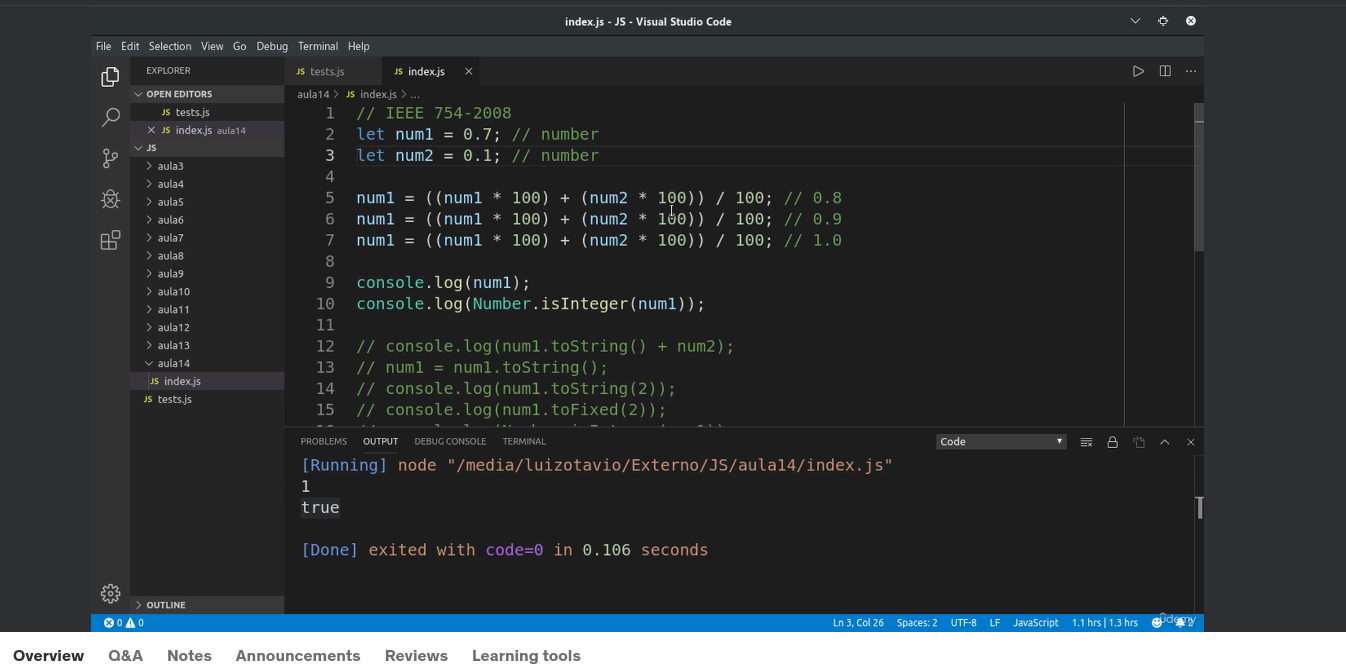 index.js - JS - Visual Studio Code
File Edit Selection View Go Debug Terminal Help
EXPLORER
OPEN EDITORS
JS tests.js
JS index.js aula14
JS
aula3
aula4
aula5
aula6
aula7
aula8
aula9
aula10
aula11
aula12
aula13
aula14
JS index.js
JS tests.js
OUTLINE
JS tests.js JS index.js
aula14 > JS index.js > ...
1 // IEEE 754-2008
2 let num1 = 0.7; // number
3 let num2 = 0.1; // number
4
5 num1 = ((num1 * 100) + (num2 * 100)) / 100; // 0.8
6 num1 = ((num1 * 100) + (num2 * 100)) / 100; // 0.9
7 num1 = ((num1 * 100) + (num2 * 100)) / 100; // 1.0
8
9 console.log(num1);
10 console.log(Number.isInteger(num1));
11
12 // console.log(num1.toString() + num2);
13 // num1 = num1.toString();
14 // console.log(num1.toString(2));
15 // console.log(num1.toFixed(2));
PROBLEMS OUTPUT DEBUG CONSOLE TERMINAL Code
[Running] node "/media/luizotavio/Externo/JS/aula14/index.js"
1
true
[Done] exited with code=0 in 0.106 seconds
0 0 Ln 3, Col 26 Spaces: 2 UTF-8 LF JavaScript 1.1 hrs | 1.3 hrs 2
Udemy
Overview Q&A Notes Announcements Reviews Learning tools